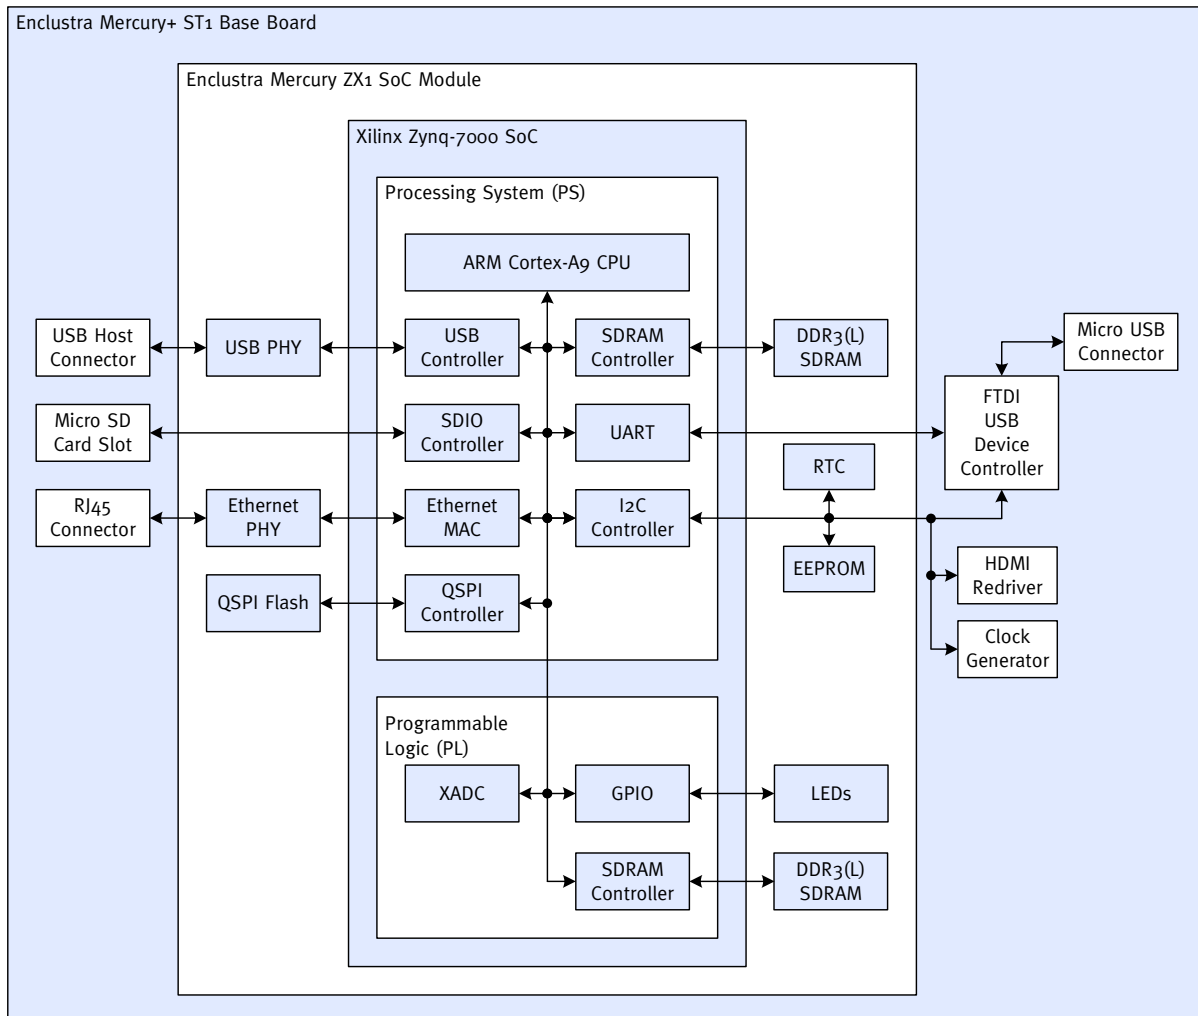 Enclustra Mercury+ ST1 Base Board
Enclustra Mercury ZX1 SoC Module
Xilinx Zynq-7000 SoC
Processing System (PS)
ARM Cortex-A9 CPU
USB Host
Connector
USB PHY
USB
Controller
SDRAM
Controller
DDR3(L)
SDRAM
Micro USB
Connector
Micro SD
Card Slot
SDIO
Controller
UART
FTDI
USB
Device
Controller
RTC
RJ45
Connector
Ethernet
PHY
Ethernet
MAC
I2C
Controller
EEPROM
HDMI
Redriver
QSPI Flash
QSPI
Controller
Clock
Generator
Programmable
Logic (PL)
XADC
GPIO
LEDs
SDRAM
Controller
DDR3(L)
SDRAM